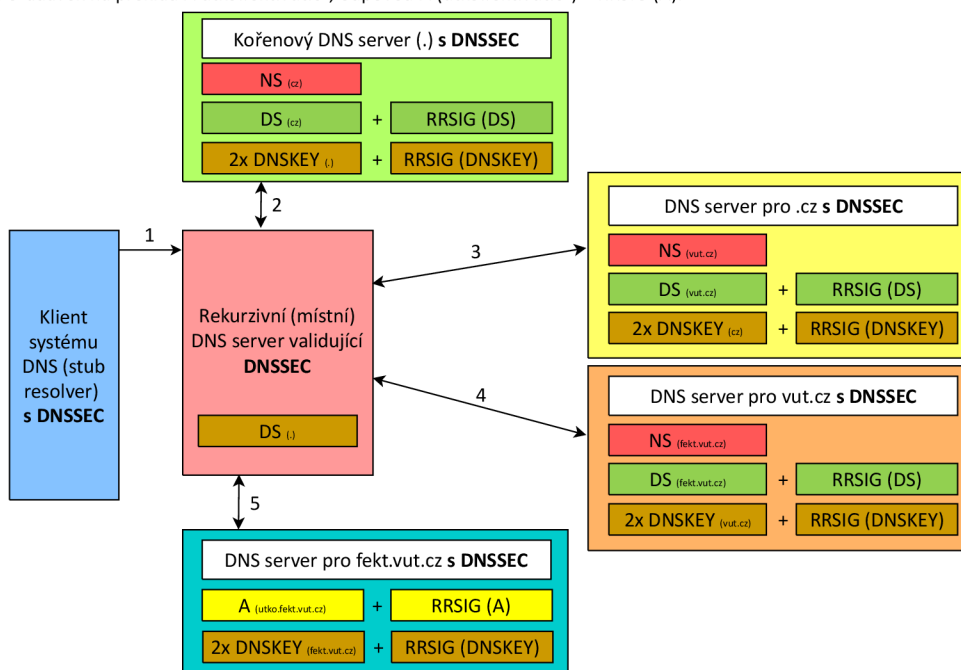 Kořenový DNS server (.) s DNSSEC
NS (cz)
DS (cz) + RRSIG (DS)
2x DNSKEY (.) + RRSIG (DNSKEY)
2
1
3
DNS server pro .cz s DNSSEC
NS (vut.cz)
DS (vut.cz) + RRSIG (DS)
2x DNSKEY (cz) + RRSIG (DNSKEY)
Klient
systému
DNS (stub
resolver)
s DNSSEC
Rekurzivní (místní)
DNS server validující
DNSSEC
DS (.)
4
DNS server pro vut.cz s DNSSEC
NS (fekt.vut.cz)
DS (fekt.vut.cz) + RRSIG (DS)
2x DNSKEY (vut.cz) + RRSIG (DNSKEY)
5
DNS server pro fekt.vut.cz s DNSSEC
A (utko.fekt.vut.cz) + RRSIG (A)
2x DNSKEY (fekt.vut.cz) + RRSIG (DNSKEY)